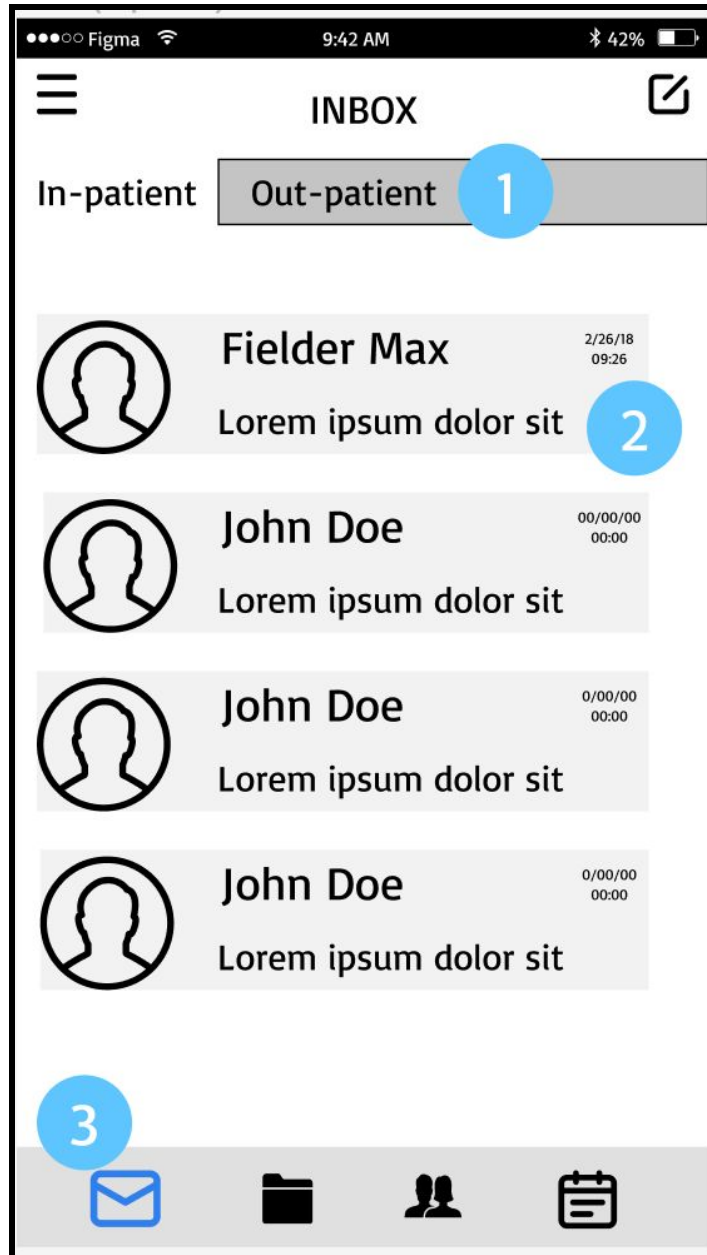 Figma 9:42 AM 42%
INBOX
In-patient Out-patient 1
Fielder Max 2/26/18
09:26
Lorem ipsum dolor sit 2
John Doe 00/00/00
00:00
Lorem ipsum dolor sit
John Doe 0/00/00
00:00
Lorem ipsum dolor sit
John Doe 0/00/00
00:00
Lorem ipsum dolor sit
3